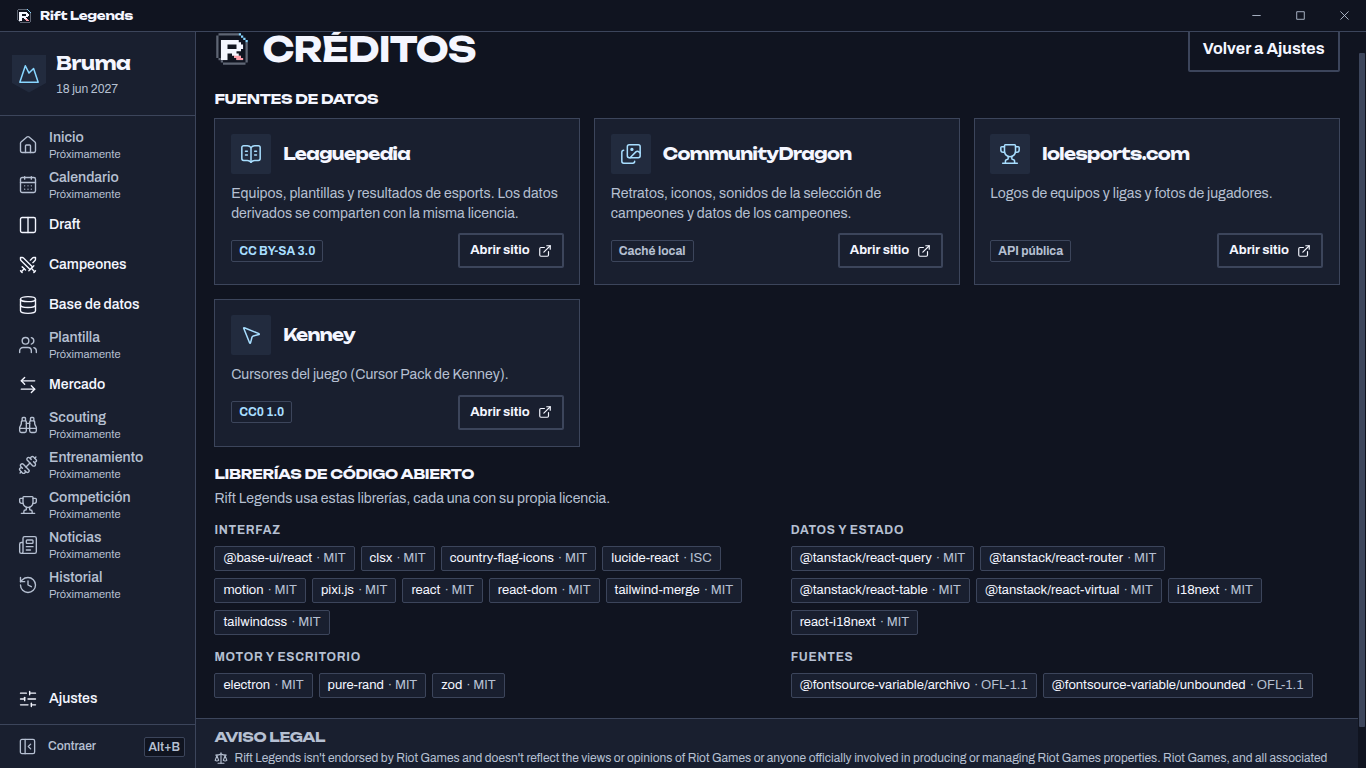 Rift Legends
Bruma
18 jun 2027
Inicio
Próximamente
Calendario
Próximamente
Draft
Campeones
Base de datos
Plantilla
Próximamente
Mercado
Scouting
Próximamente
Entrenamiento
Próximamente
Competición
Próximamente
Noticias
Próximamente
Historial
Próximamente
Ajustes
Contraer Alt+B
CRÉDITOS
Volver a Ajustes
FUENTES DE DATOS
Leaguepedia
Equipos, plantillas y resultados de esports. Los datos
derivados se comparten con la misma licencia.
CC BY-SA 3.0 Abrir sitio
CommunityDragon
Retratos, iconos, sonidos de la selección de
campeones y datos de los campeones.
Caché local Abrir sitio
lolesports.com
Logos de equipos y ligas y fotos de jugadores.
API pública Abrir sitio
Kenney
Cursores del juego (Cursor Pack de Kenney).
CC0 1.0 Abrir sitio
LIBRERÍAS DE CÓDIGO ABIERTO
Rift Legends usa estas librerías, cada una con su propia licencia.
INTERFAZ
@base-ui/react · MIT clsx · MIT country-flag-icons · MIT lucide-react · ISC
motion · MIT pixi.js · MIT react · MIT react-dom · MIT tailwind-merge · MIT
tailwindcss · MIT
DATOS Y ESTADO
@tanstack/react-query · MIT @tanstack/react-router · MIT
@tanstack/react-table · MIT @tanstack/react-virtual · MIT i18next · MIT
react-i18next · MIT
MOTOR Y ESCRITORIO
electron · MIT pure-rand · MIT zod · MIT
FUENTES
@fontsource-variable/archivo · OFL-1.1 @fontsource-variable/unbounded · OFL-1.1
AVISO LEGAL
Rift Legends isn't endorsed by Riot Games and doesn't reflect the views or opinions of Riot Games or anyone officially involved in producing or managing Riot Games properties. Riot Games, and all associated